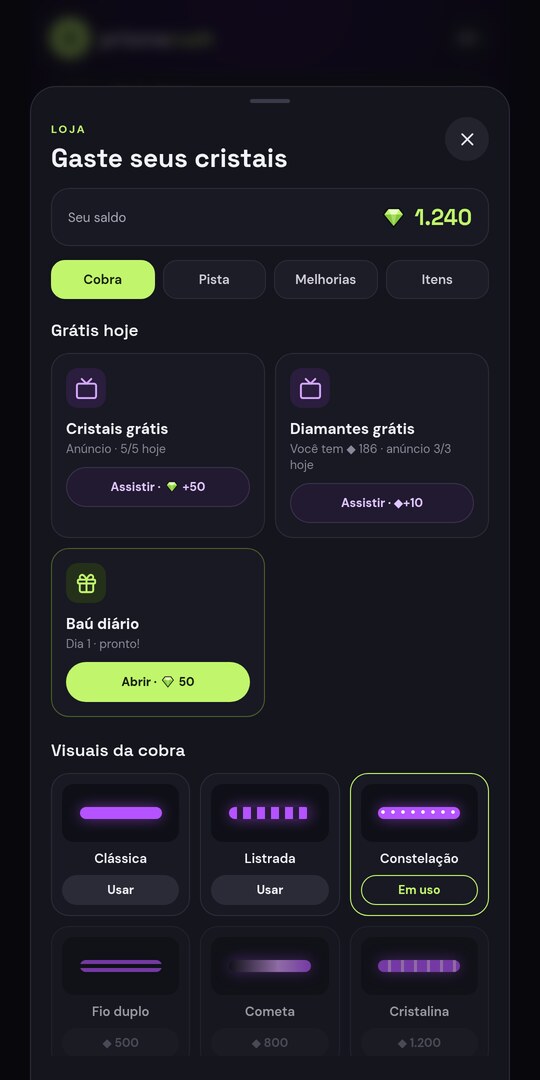 LOJA
Gaste seus cristais
Seu saldo
1.240
Cobra
Pista
Melhorias
Itens
Grátis hoje
Cristais grátis
Anúncio · 5/5 hoje
Assistir · +50
Diamantes grátis
Você tem ◆ 186 · anúncio 3/3
hoje
Assistir · ◆+10
Baú diário
Dia 1 · pronto!
Abrir · 50
Visuais da cobra
Clássica
Listrada
Constelação
Usar
Usar
Em uso
Fio duplo
Cometa
Cristalina
◆ 500
◆ 800
◆ 1.200